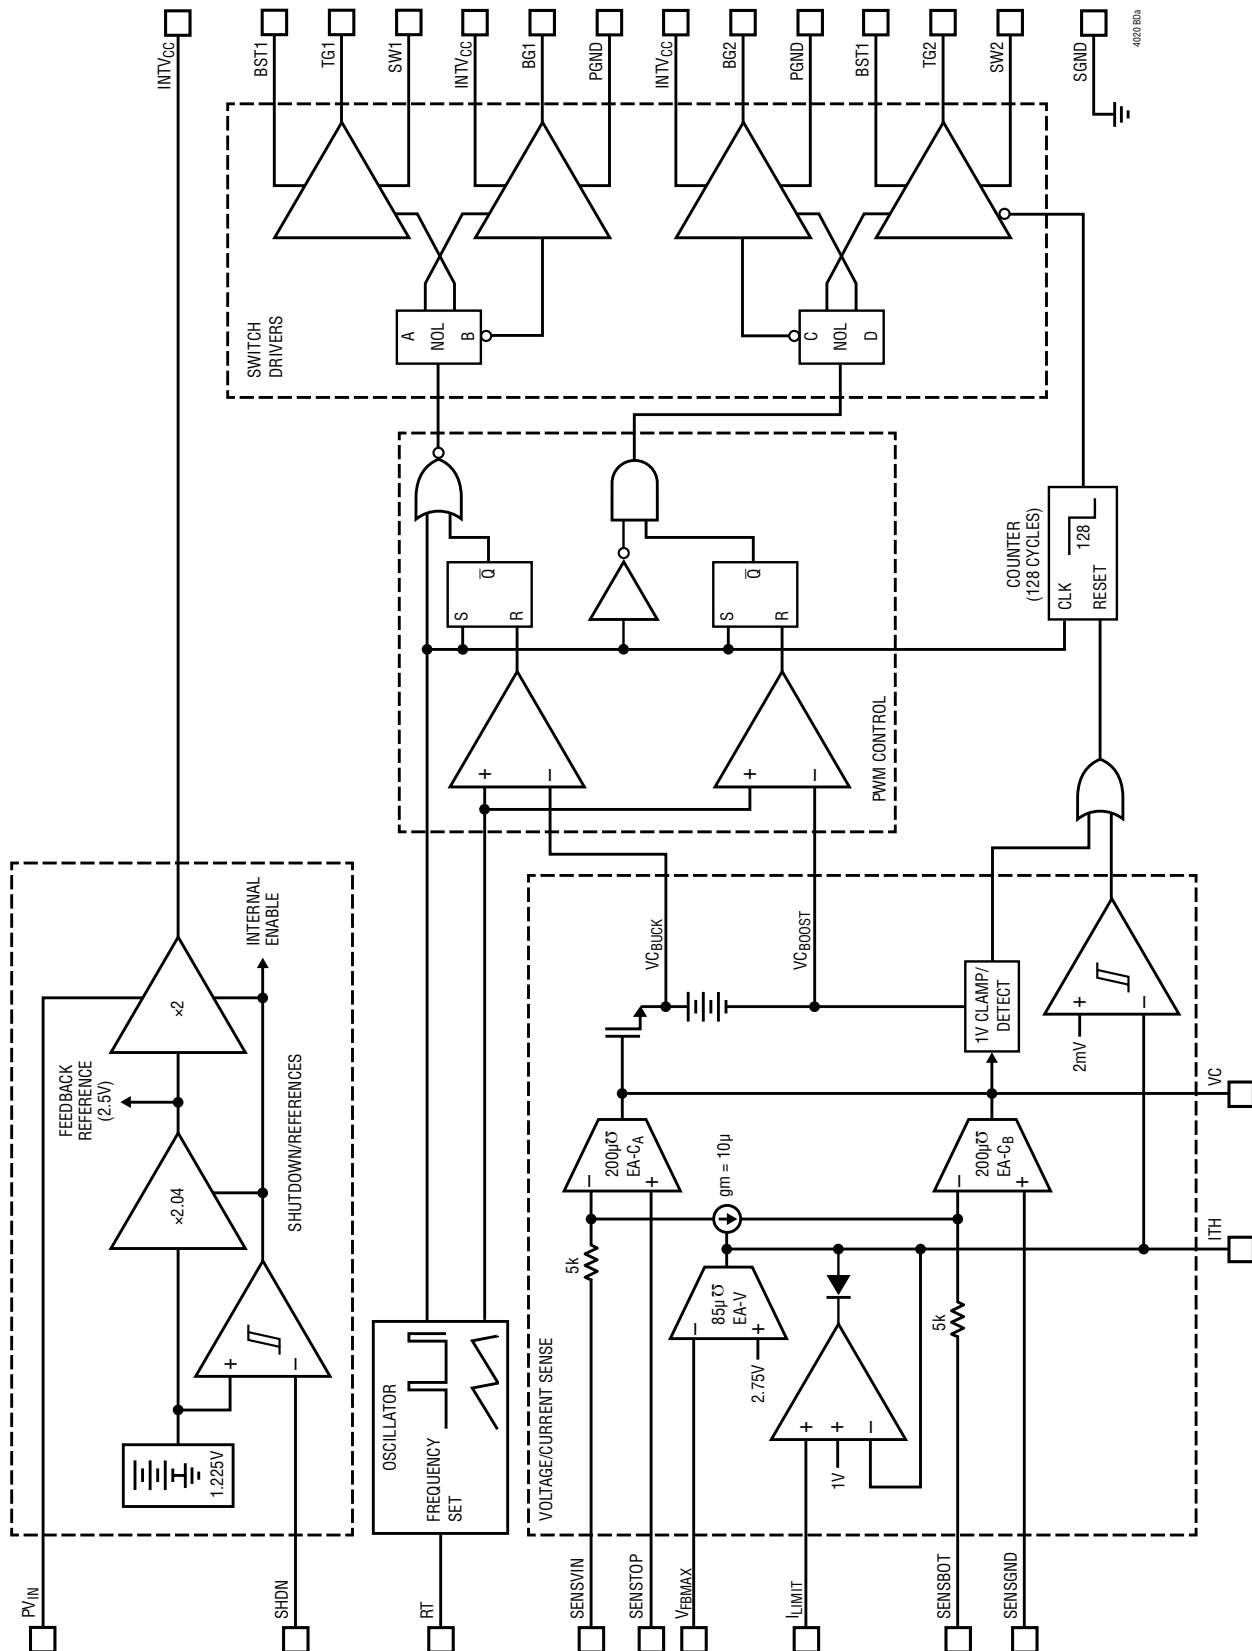 PVIN
SHDN
RT
SENSVIN
SENSTOP
VFBMAX
ILIMIT
SENSBOT
SENSGND
1.225V
+
–
×2.04
FEEDBACK
REFERENCE
(2.5V)
×2
INTERNAL
ENABLE
SHUTDOWN/REFERENCES
INTVCC
OSCILLATOR
FREQUENCY
SET
VOLTAGE/CURRENT SENSE
5k
–
200µ℧
EA-CA
+
gm = 10µ
–
85µ℧
EA-V
+
2.75V
+
1V
+
–
5k
–
200µ℧
EA-CB
+
VCBUCK
VCBOOST
1V CLAMP/
DETECT
2mV
+
–
ITH
VC
PWM CONTROL
+
–
S
Q
R
+
–
S
Q
R
COUNTER
(128 CYCLES)
CLK
128
RESET
SWITCH
DRIVERS
A
NOL
B
C
NOL
D
BST1
TG1
SW1
INTVCC
BG1
PGND
INTVCC
BG2
PGND
BST1
TG2
SW2
SGND
4020 BDa